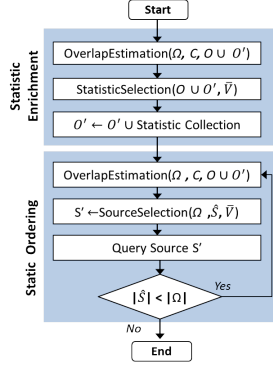 Start
Statistic
Enrichment
OverlapEstimation(Ω, C, O ∪ O′)
StatisticSelection(O ∪ O′, V̄)
O′ ← O′ ∪ Statistic Collection
Static Ordering
OverlapEstimation(Ω, C, O ∪ O′)
S′ ←SourceSelection(Ω ,Ŝ, V̄)
Query Source S′
|Ŝ| < |Ω|
Yes
No
End